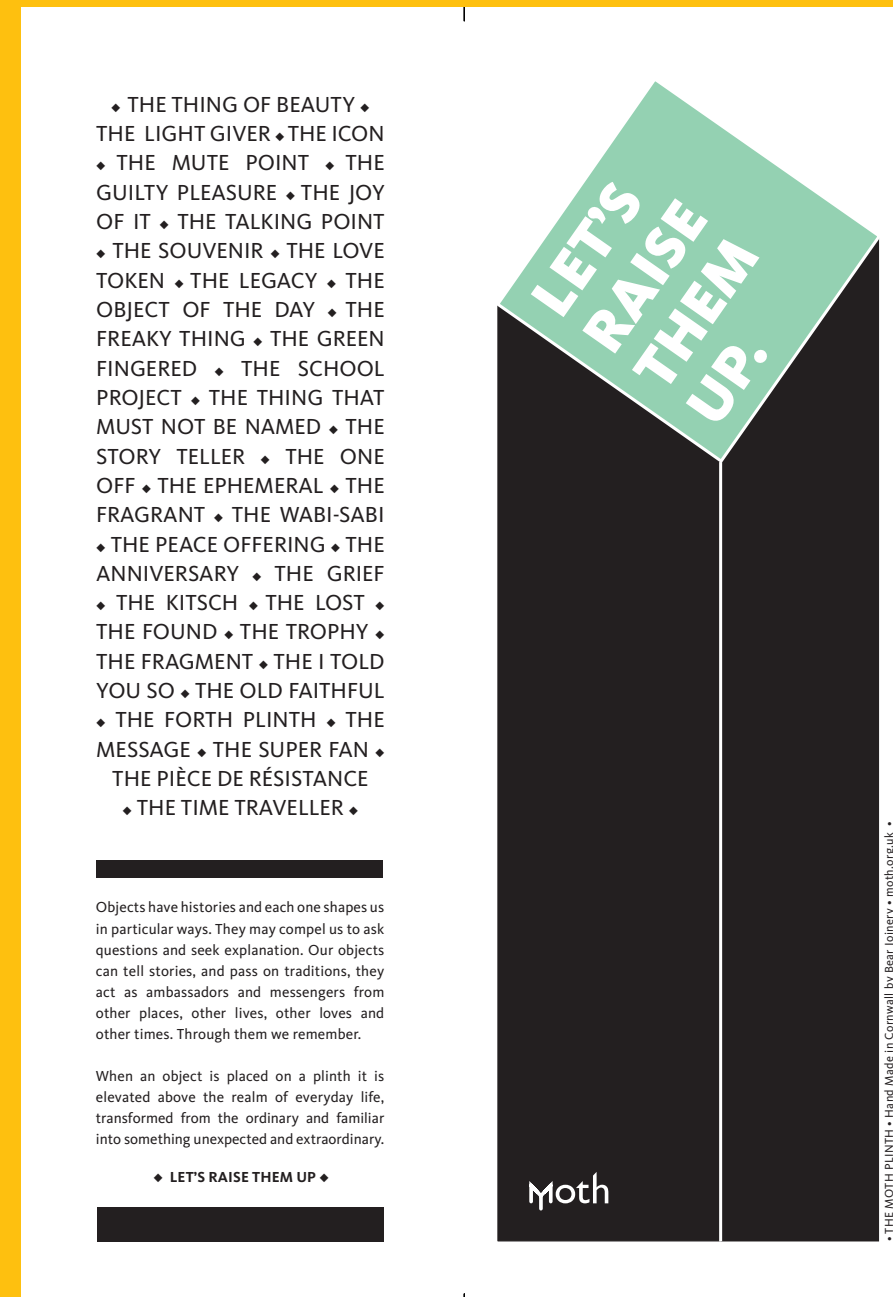 ◆ THE THING OF BEAUTY ◆
THE LIGHT GIVER ◆ THE ICON
◆ THE MUTE POINT ◆ THE
GUILTY PLEASURE ◆ THE JOY
OF IT ◆ THE TALKING POINT
◆ THE SOUVENIR ◆ THE LOVE
TOKEN ◆ THE LEGACY ◆ THE
OBJECT OF THE DAY ◆ THE
FREAKY THING ◆ THE GREEN
FINGERED ◆ THE SCHOOL
PROJECT ◆ THE THING THAT
MUST NOT BE NAMED ◆ THE
STORY TELLER ◆ THE ONE
OFF ◆ THE EPHEMERAL ◆ THE
FRAGRANT ◆ THE WABI-SABI
◆ THE PEACE OFFERING ◆ THE
ANNIVERSARY ◆ THE GRIEF
◆ THE KITSCH ◆ THE LOST ◆
THE FOUND ◆ THE TROPHY ◆
THE FRAGMENT ◆ THE I TOLD
YOU SO ◆ THE OLD FAITHFUL
◆ THE FORTH PLINTH ◆ THE
MESSAGE ◆ THE SUPER FAN ◆
THE PIÈCE DE RÉSISTANCE
◆ THE TIME TRAVELLER ◆
Objects have histories and each one shapes us
in particular ways. They may compel us to ask
questions and seek explanation. Our objects
can tell stories, and pass on traditions, they
act as ambassadors and messengers from
other places, other lives, other loves and
other times. Through them we remember.
When an object is placed on a plinth it is
elevated above the realm of everyday life,
transformed from the ordinary and familiar
into something unexpected and extraordinary.
◆ LET'S RAISE THEM UP ◆
LET'S
RAISE
THEM
UP.
Moth
• THE MOTH PLINTH • Hand Made in Cornwall by Bear Joinery • moth.org.uk •